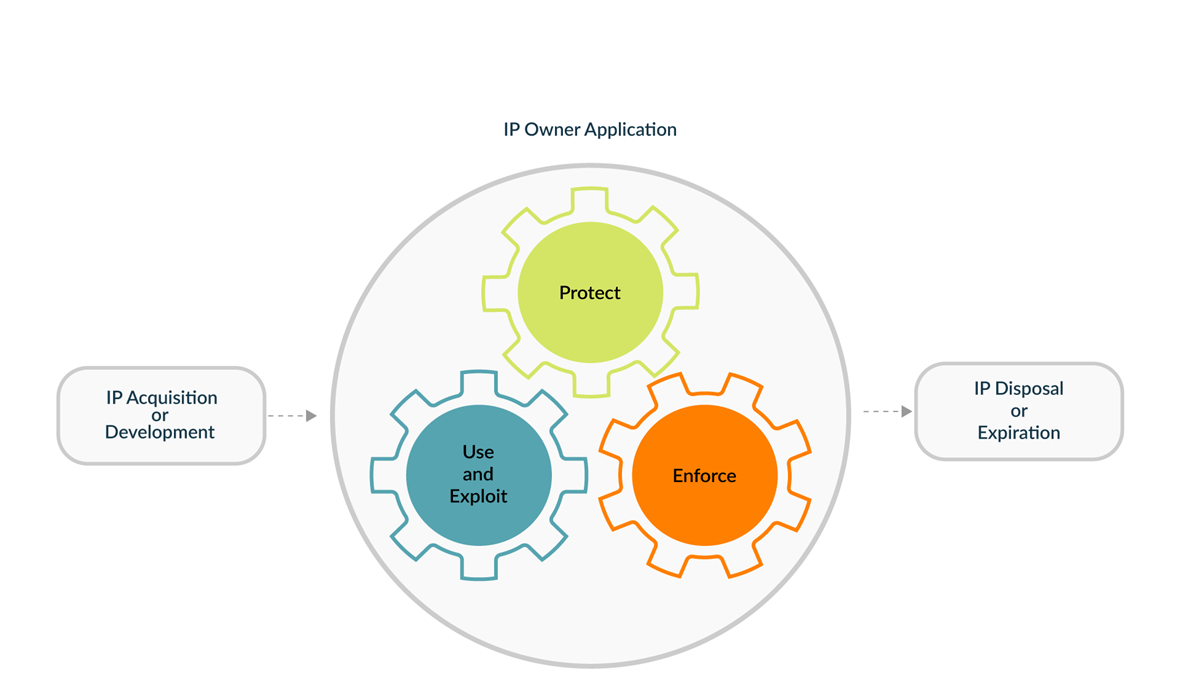 IP Owner Application
Protect
IP Acquisition
or
Development
Use
and
Exploit
Enforce
IP Disposal
or
Expiration